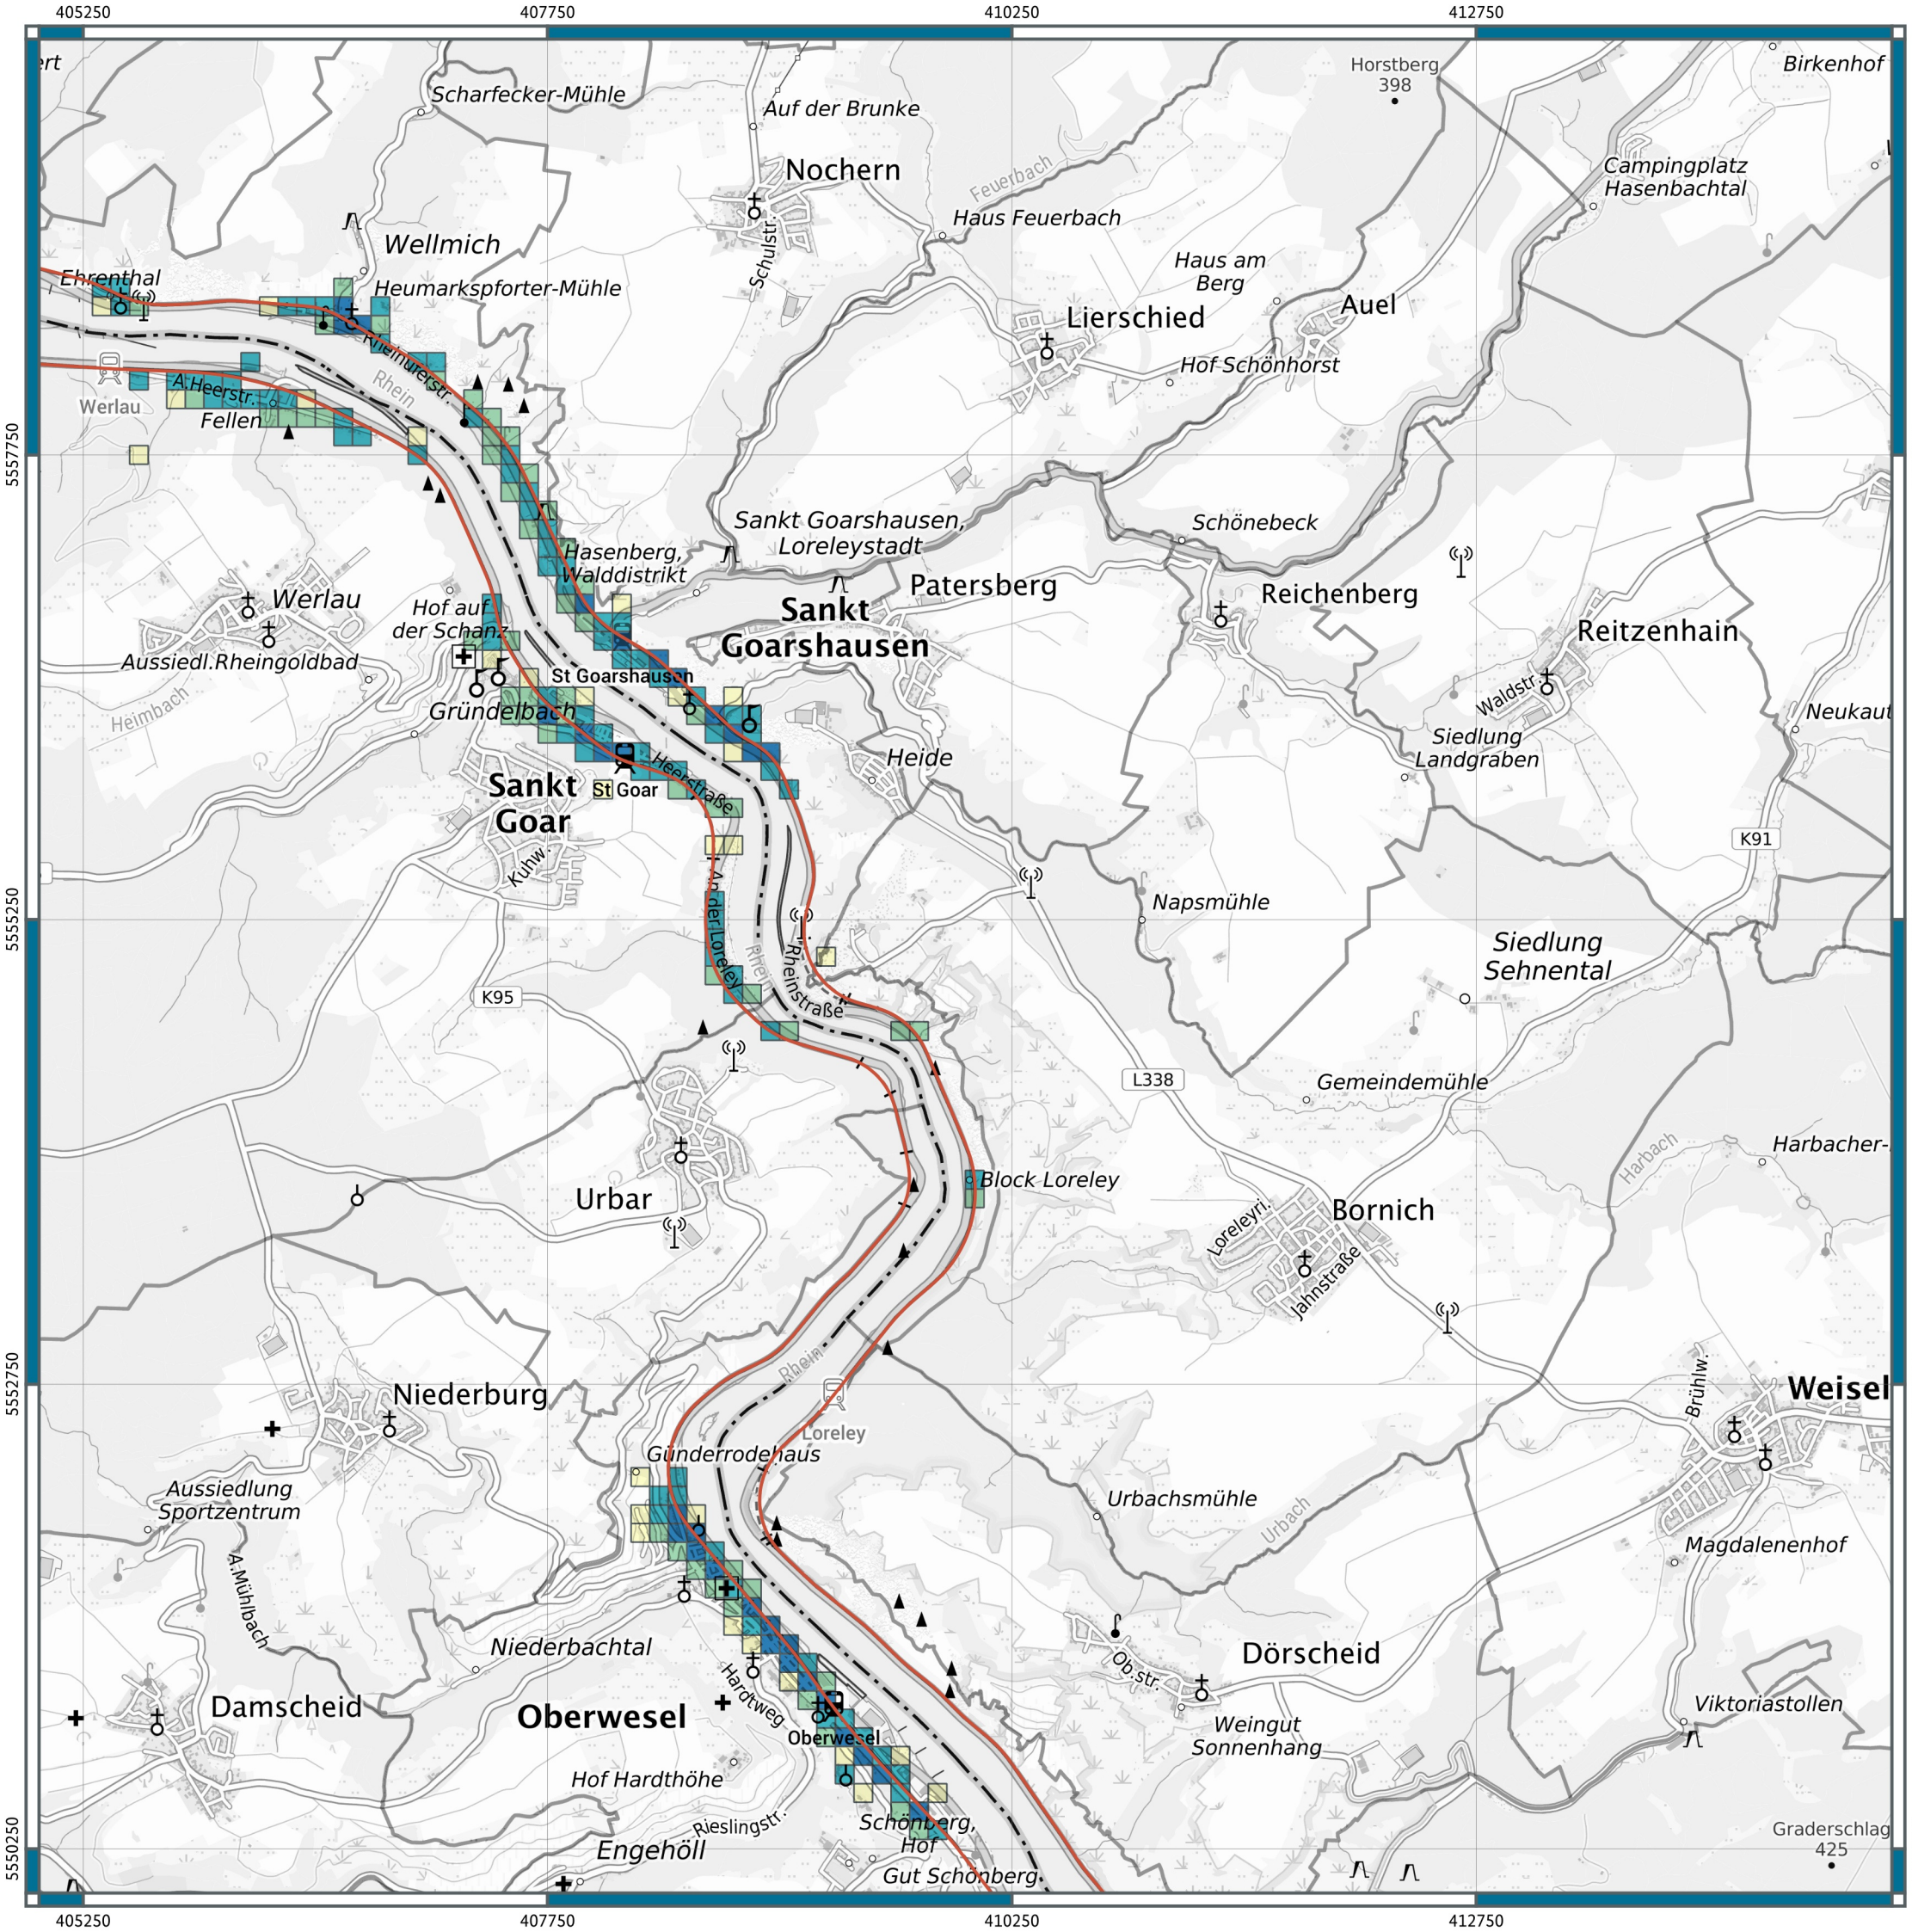 405250
407750
410250
412750
Horstberg
398
Birkenhof
Scharfecker-Mühle
Auf der Brunke
Nochern
Feuerbach
Campingplatz
Hasenbachtal
Schulstr.
Haus Feuerbach
Wellmich
Haus am
Berg
Ehrenthal
Heumarkspforter-Mühle
Auel
Lierschied
Rheinuferstr.
Hof Schönhorst
Rhein
A.Heerstr.
Werlau
Fellen
5555750
Sankt Goarshausen,
Loreleystadt
Schönebeck
Hasenberg,
Walddistrikt
Patersberg
Reichenberg
Werlau
Hof auf
der Schanz
Sankt
Goarshausen
Reitzenhain
Aussiedl.Rheingoldbad
St Goarshausen
Waldstr.
Heimbach
Gründelbach
Neukaut
Siedlung
Landgraben
Heide
Heerstraße
Sankt
Goar
St Goar
K91
Kuhw.
An der Loreley
Napsmühle
5555250
Siedlung
Sehnental
Rhein
Rheinstraße
K95
L338
Gemeindemühle
Harbach
Harbacher-
Block Loreley
Urbar
Bornich
Loreleyrl.
Jahnstraße
Rhein
5552750
Niederburg
Brühlw.
Weisel
Loreley
Günderrodehaus
Aussiedlung
Sportzentrum
Urbachsmühle
Urbach
Magdalenenhof
A.Mühlbach
Niederbachtal
Dörscheid
Ob.str.
Hardtweg
Damscheid
Oberwesel
Viktoriastollen
Weingut
Sonnenhang
Oberwesel
Hof Hardthöhe
Rieslingstr.
Schönberg,
Hof
Engehöll
Graderschlag
425
5550250
Gut Schönberg
405250
407750
410250
412750